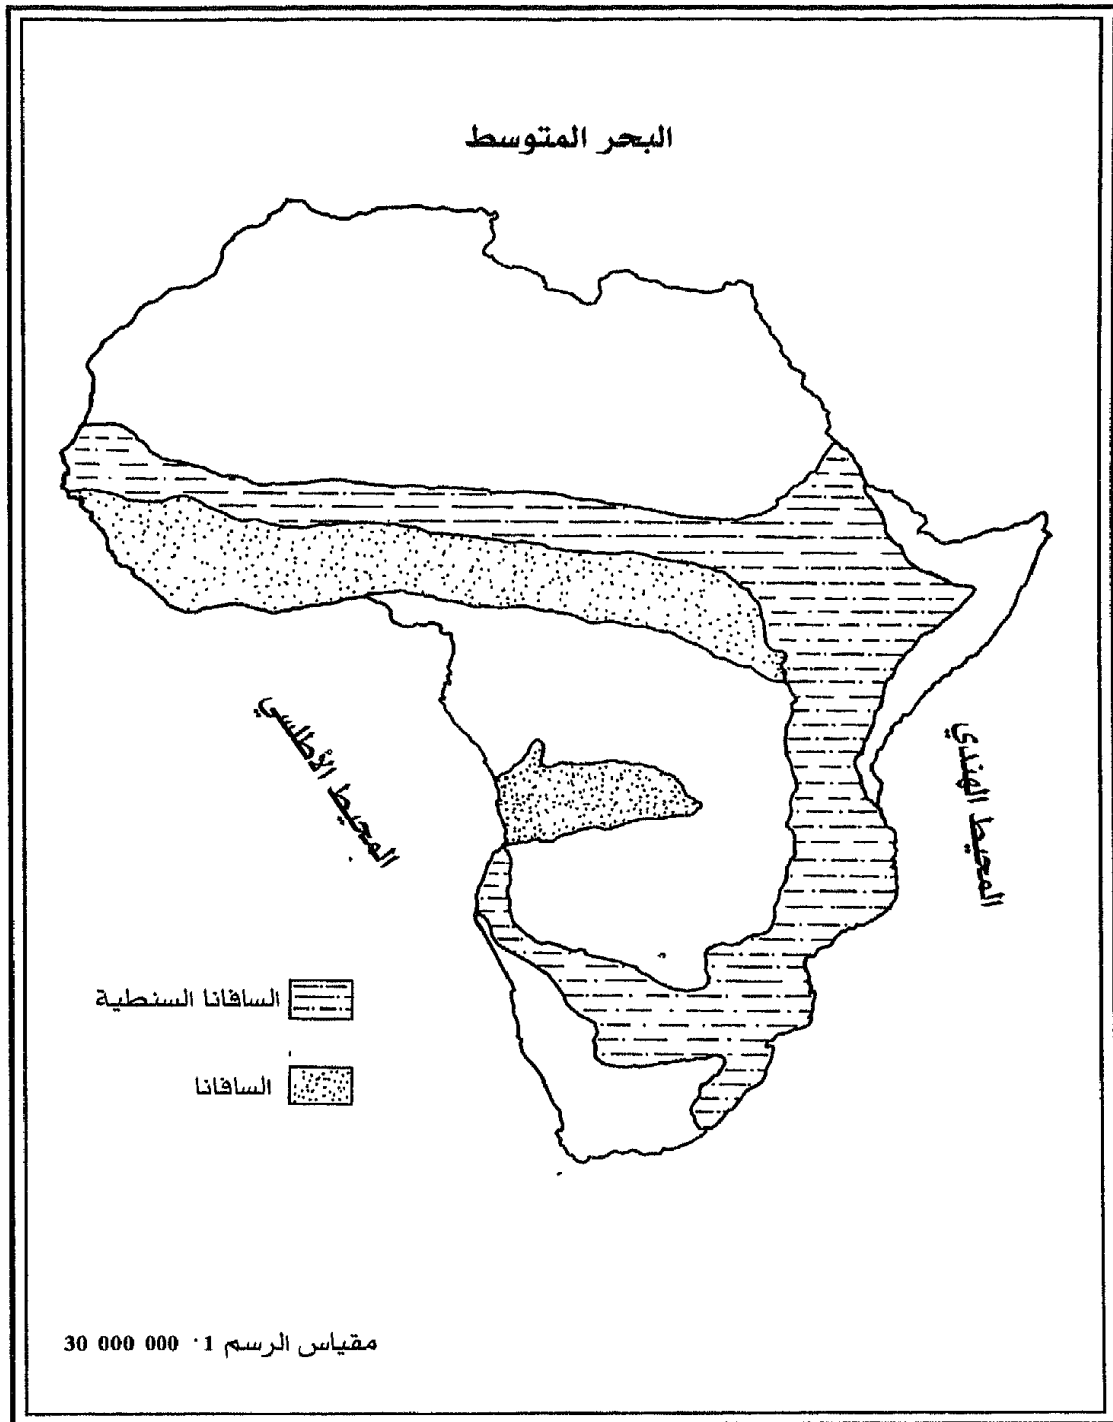 البحر المتوسط
المحيط الأطلسي
المحيط الهندي
السافانا السنطية
السافانا
مقياس الرسم 1 : 30 000 000